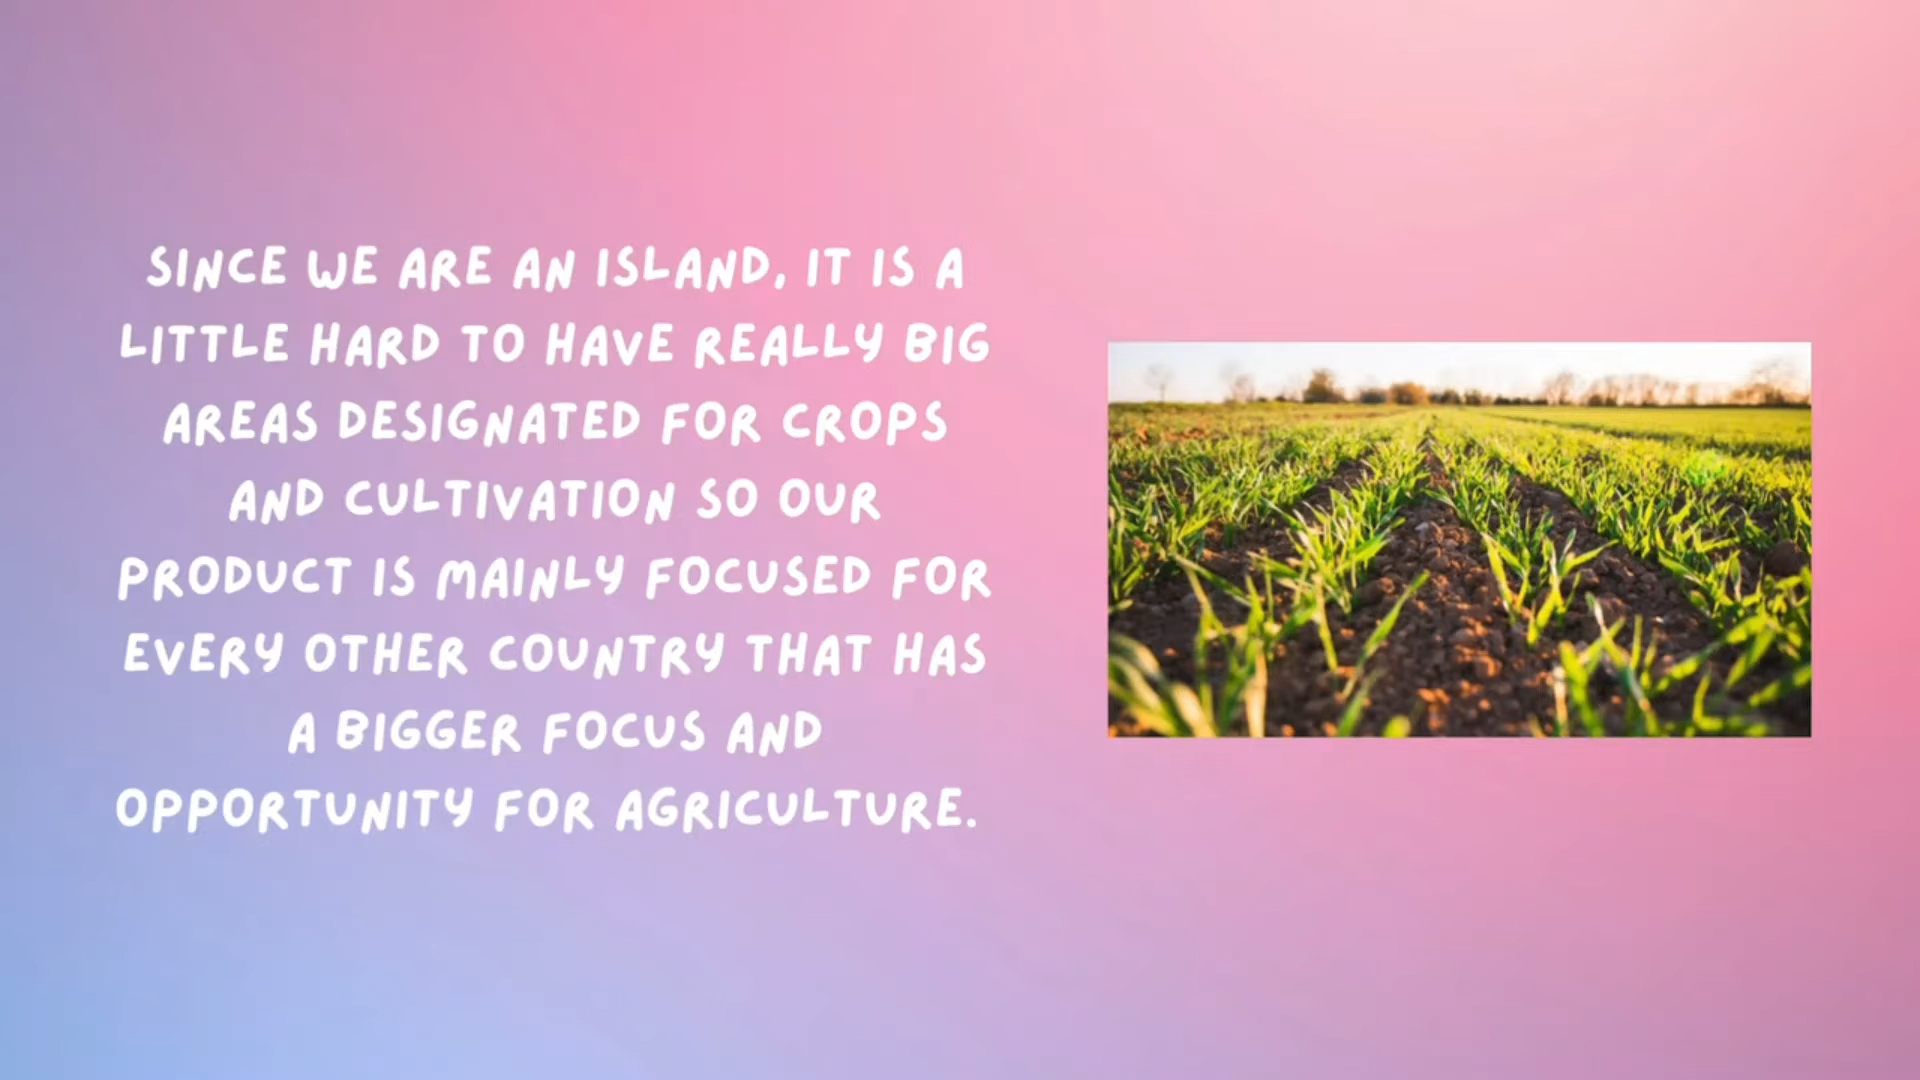 SINCE WE ARE AN ISLAND, IT IS A
LITTLE HARD TO HAVE REALLY BIG
AREAS DESIGNATED FOR CROPS
AND CULTIVATION SO OUR
PRODUCT IS MAINLY FOCUSED FOR
EVERY OTHER COUNTRY THAT HAS
A BIGGER FOCUS AND
OPPORTUNITY FOR AGRICULTURE.